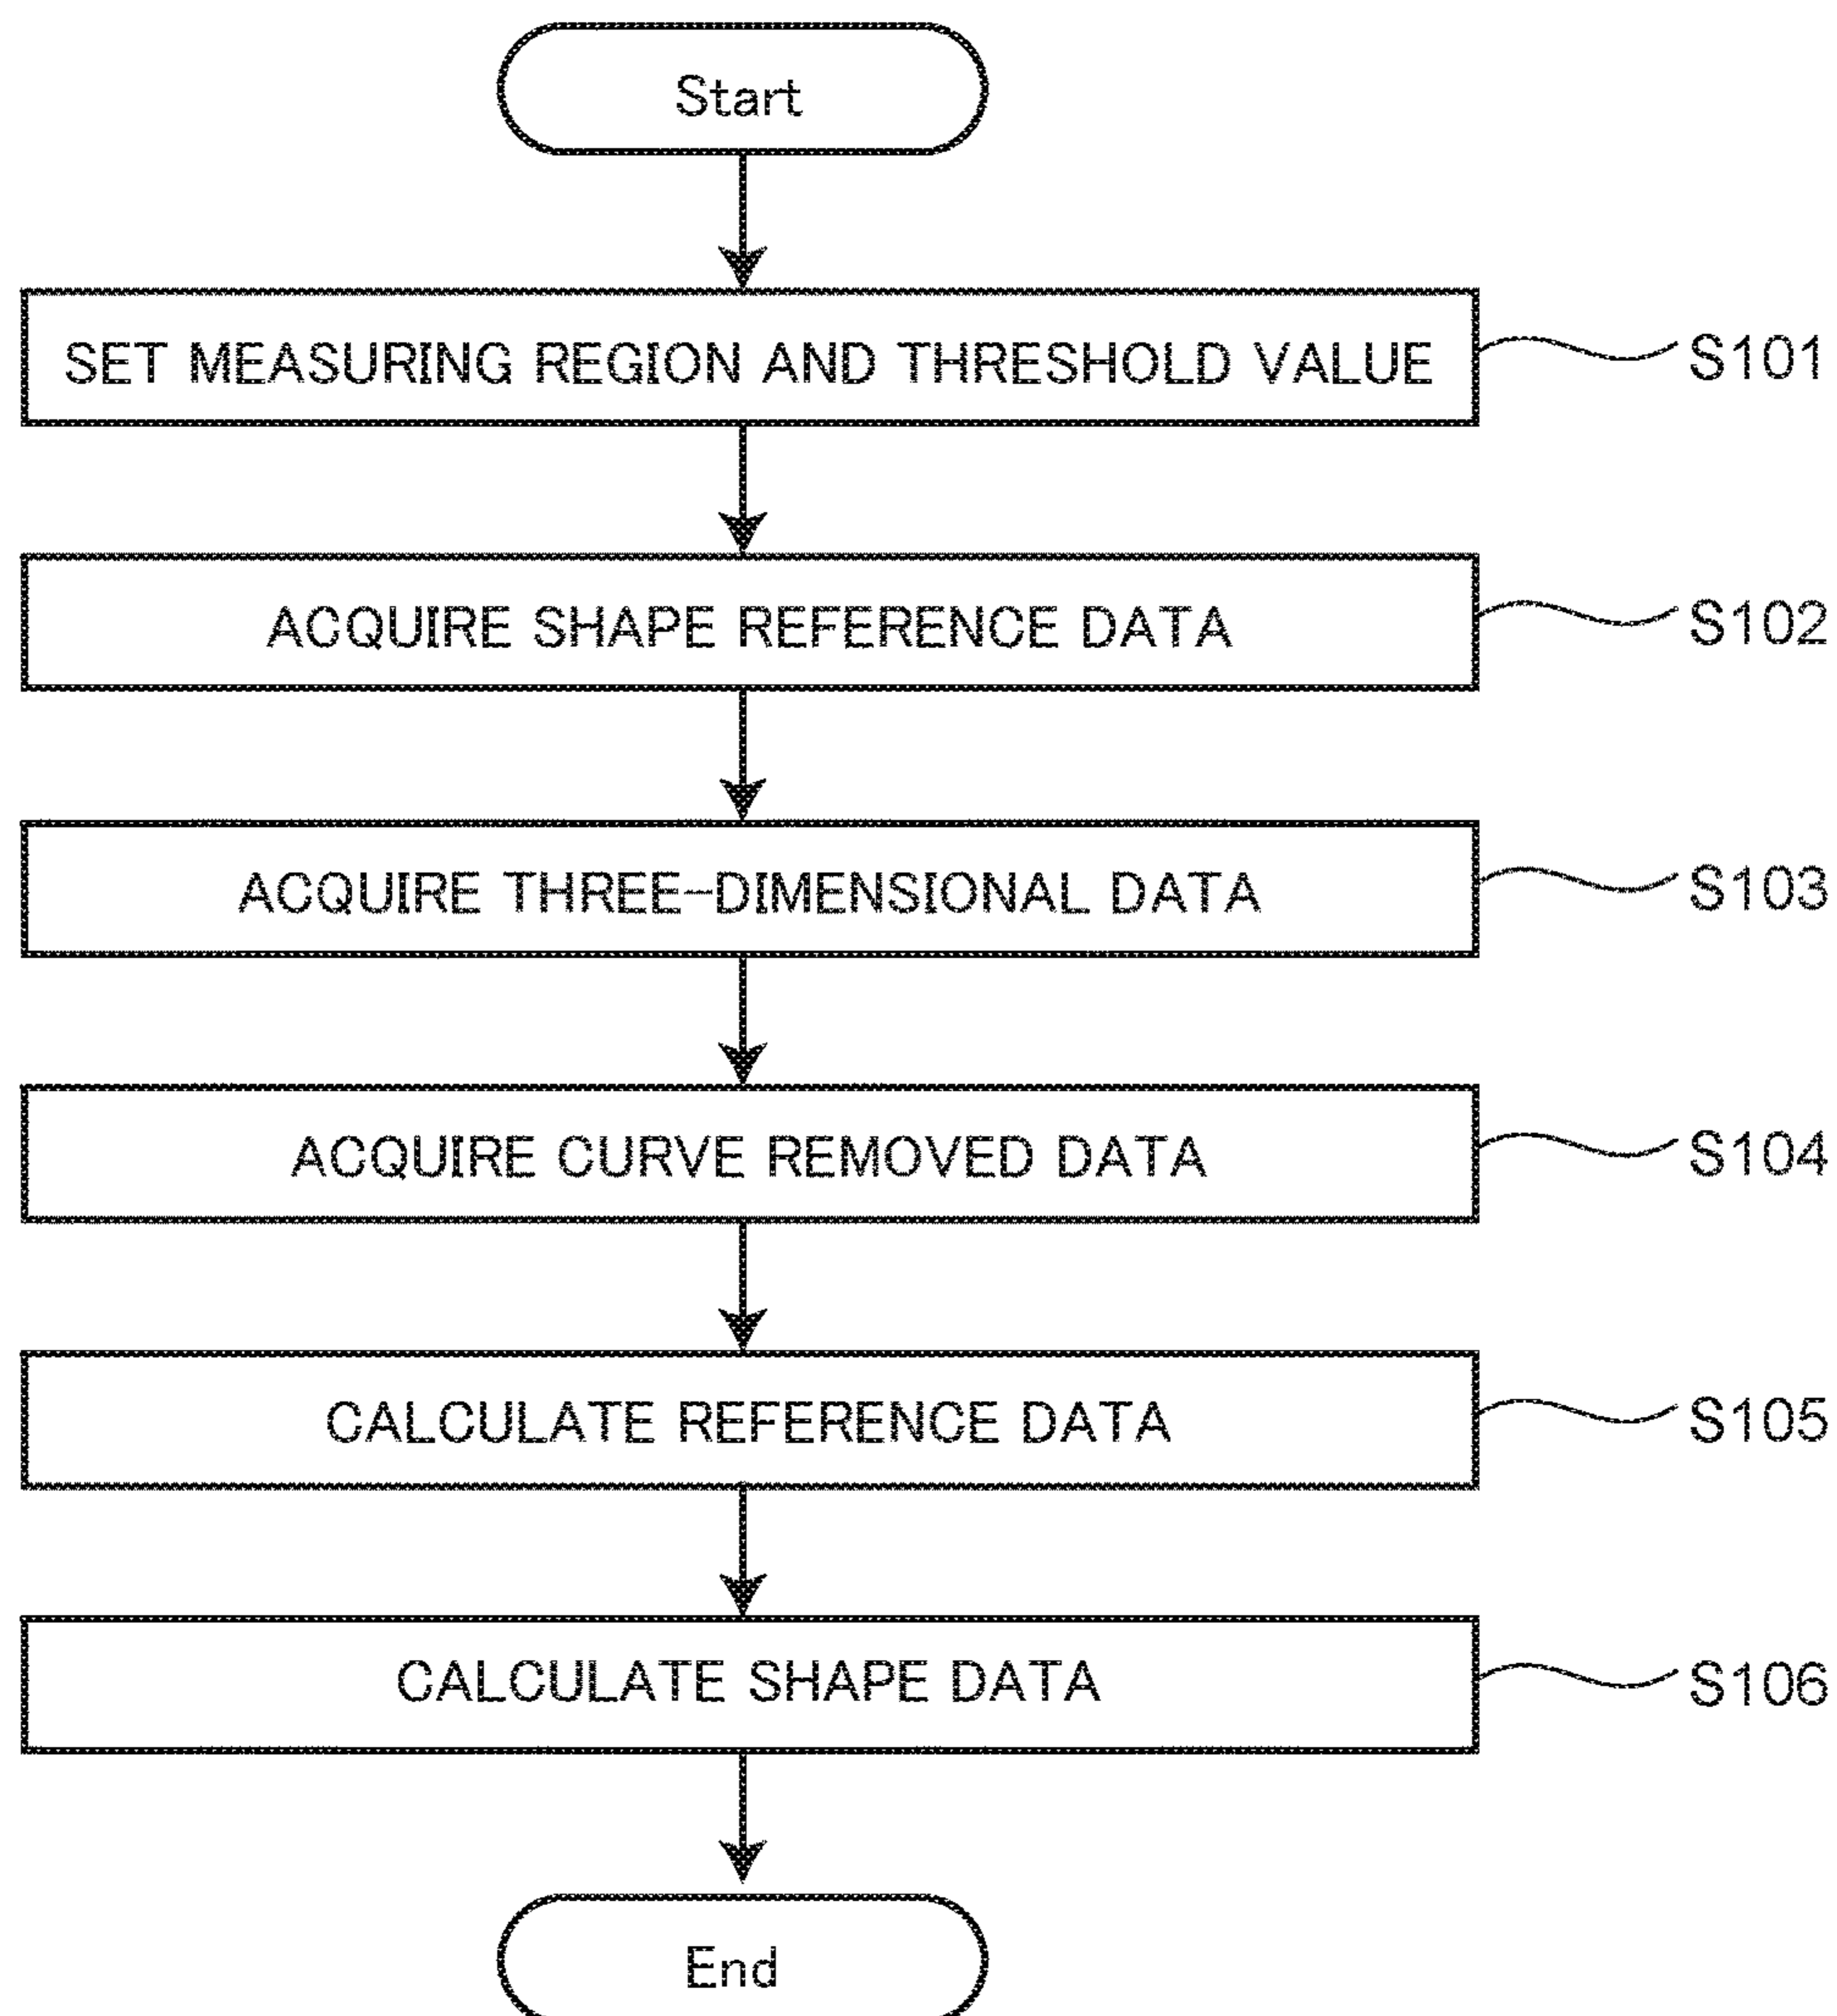 Start
SET MEASURING REGION AND THRESHOLD VALUE
S101
ACQUIRE SHAPE REFERENCE DATA
S102
ACQUIRE THREE-DIMENSIONAL DATA
S103
ACQUIRE CURVE REMOVED DATA
S104
CALCULATE REFERENCE DATA
S105
CALCULATE SHAPE DATA
S106
End